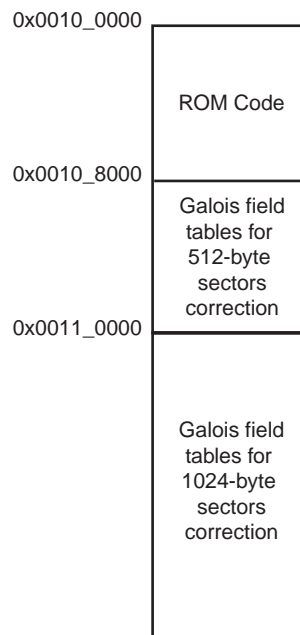 0x0010_0000
ROM Code
0x0010_8000
Galois field
tables for
512-byte
sectors
correction
0x0011_0000
Galois field
tables for
1024-byte
sectors
correction